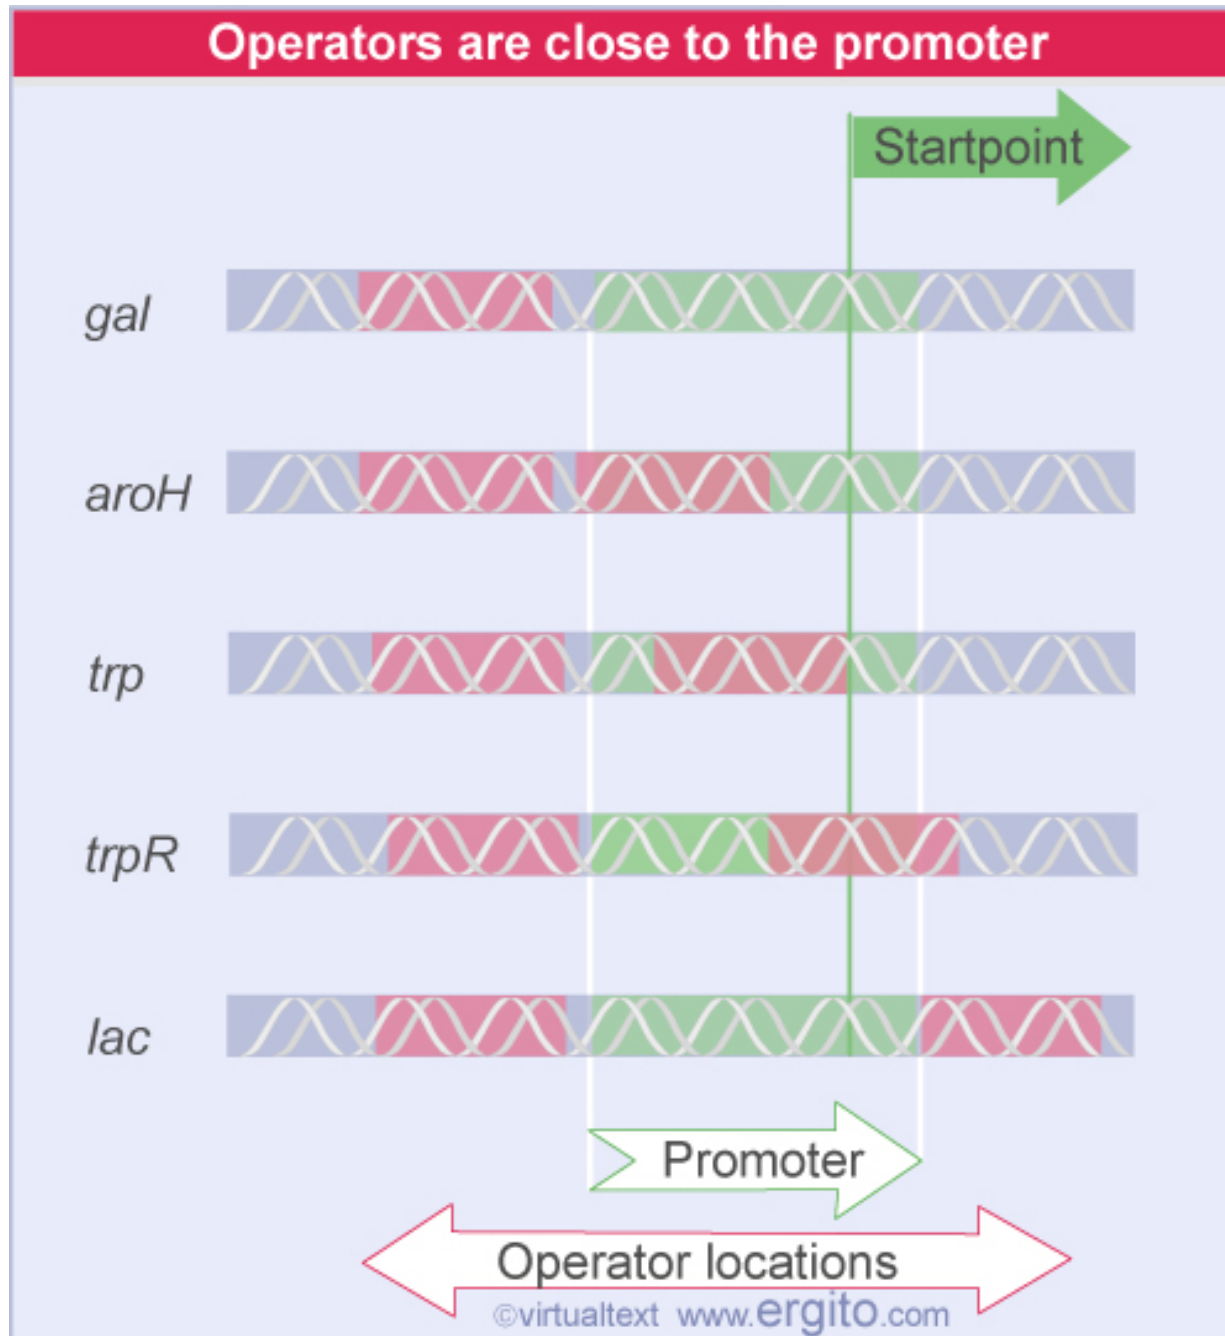 Operators are close to the promoter
Startpoint
gal
aroH
trp
trpR
lac
Promoter
Operator locations
©virtualtext www.ergito.com